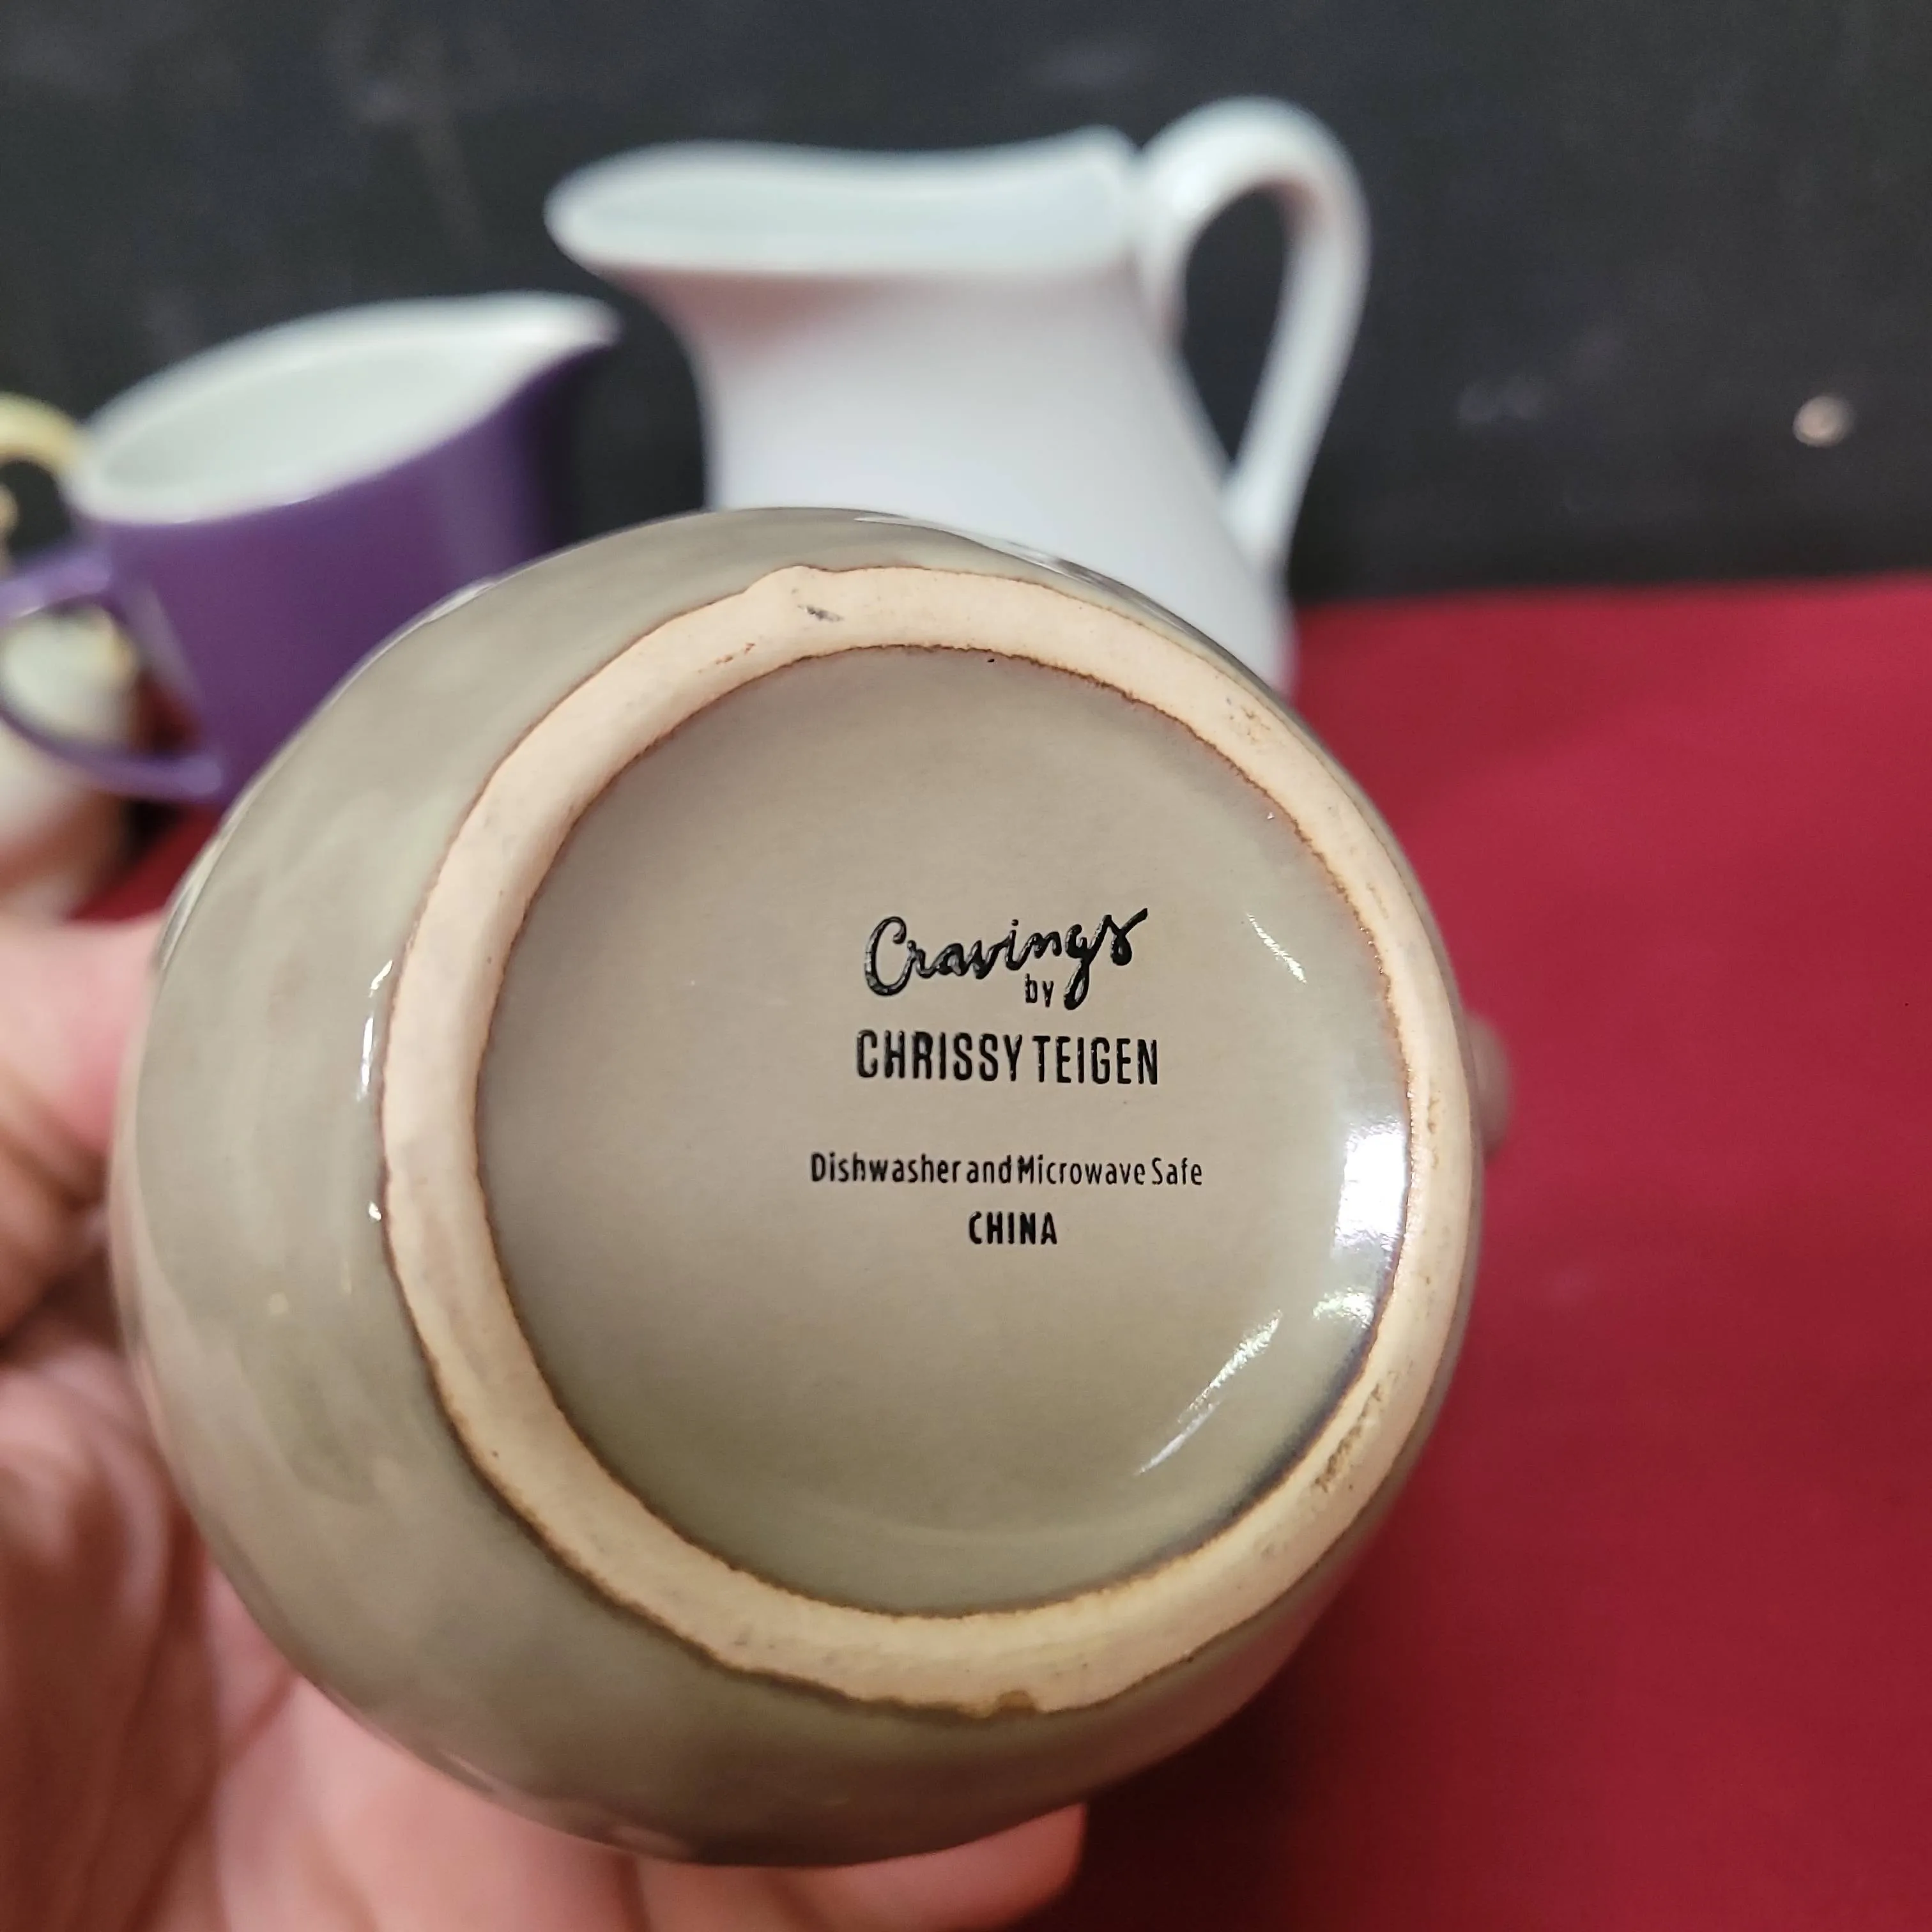 Cravings
by
CHRISSY TEIGEN
Dishwasher and Microwave Safe
CHINA